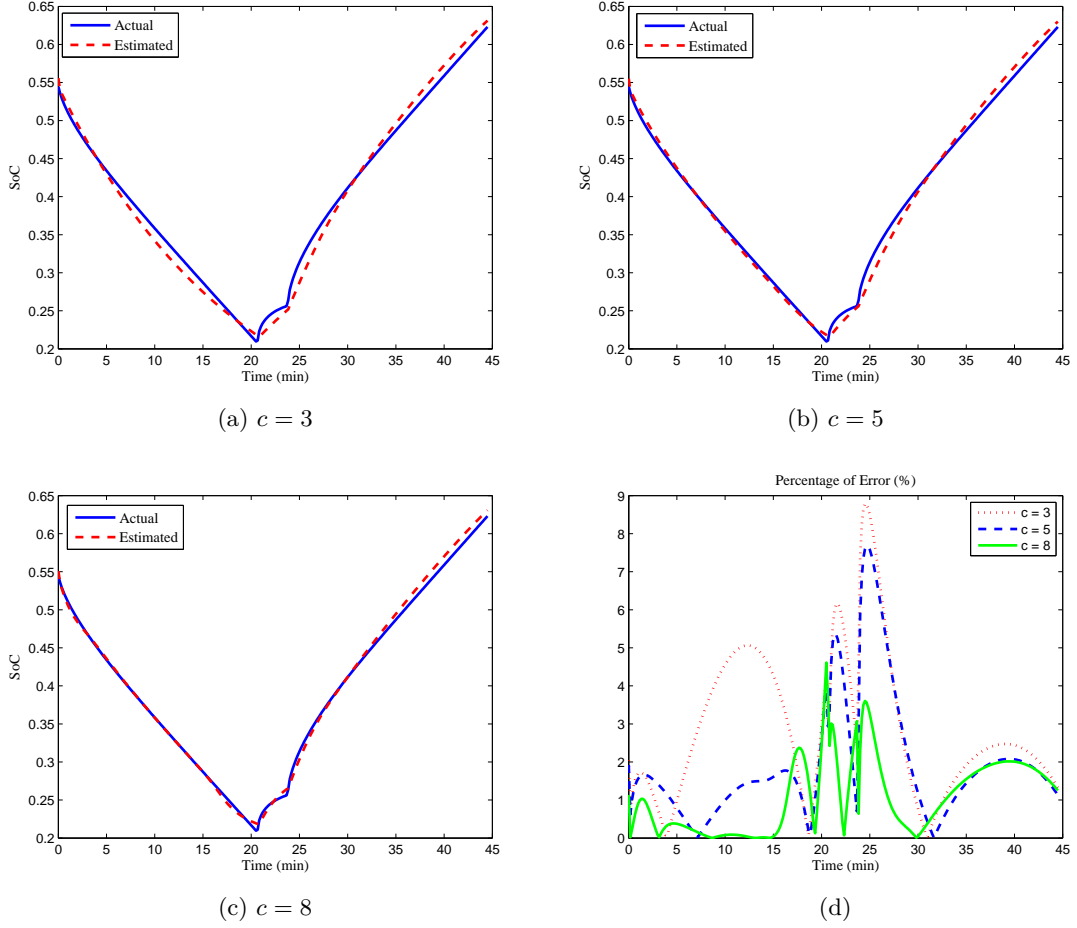 0.65
0.6
0.55
0.5
0.45
0.4
0.35
0.3
0.25
0.2
SoC
Actual
Estimated
0 5 10 15 20 25 30 35 40 45
Time (min)
(a) c = 3
0.65
0.6
0.55
0.5
0.45
0.4
0.35
0.3
0.25
0.2
SoC
Actual
Estimated
0 5 10 15 20 25 30 35 40 45
Time (min)
(b) c = 5
0.65
0.6
0.55
0.5
0.45
0.4
0.35
0.3
0.25
0.2
SoC
Actual
Estimated
0 5 10 15 20 25 30 35 40 45
Time (min)
(c) c = 8
Percentage of Error (%)
9
8
7
6
5
4
3
2
1
0
c = 3
c = 5
c = 8
0 5 10 15 20 25 30 35 40 45
Time (min)
(d)